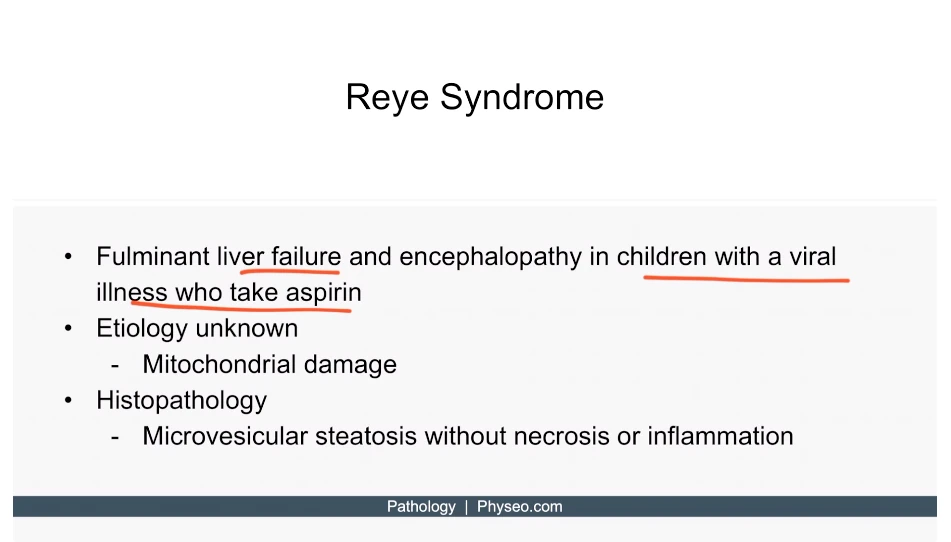 Reye Syndrome
• Fulminant liver failure and encephalopathy in children with a viral
illness who take aspirin
• Etiology unknown
- Mitochondrial damage
• Histopathology
- Microvesicular steatosis without necrosis or inflammation
Pathology | Physeo.com